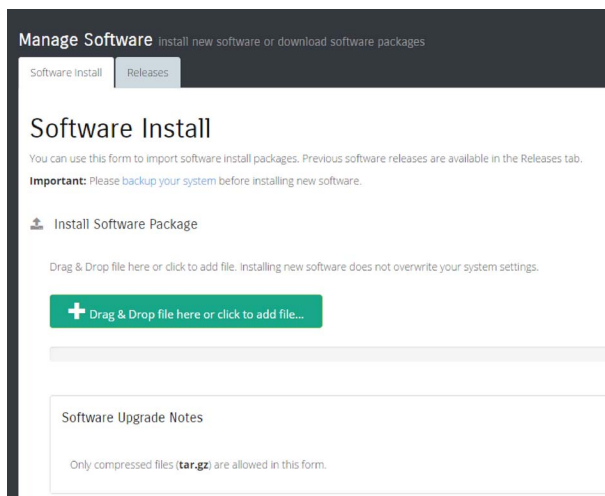 Manage Software install new software or download software packages
Software Install Releases
Software Install
You can use this form to import software install packages. Previous software releases are available in the Releases tab.
Important: Please backup your system before installing new software.
Install Software Package
Drag & Drop file here or click to add file. Installing new software does not overwrite your system settings.
Drag & Drop file here or click to add file...
Software Upgrade Notes
Only compressed files (tar.gz) are allowed in this form.